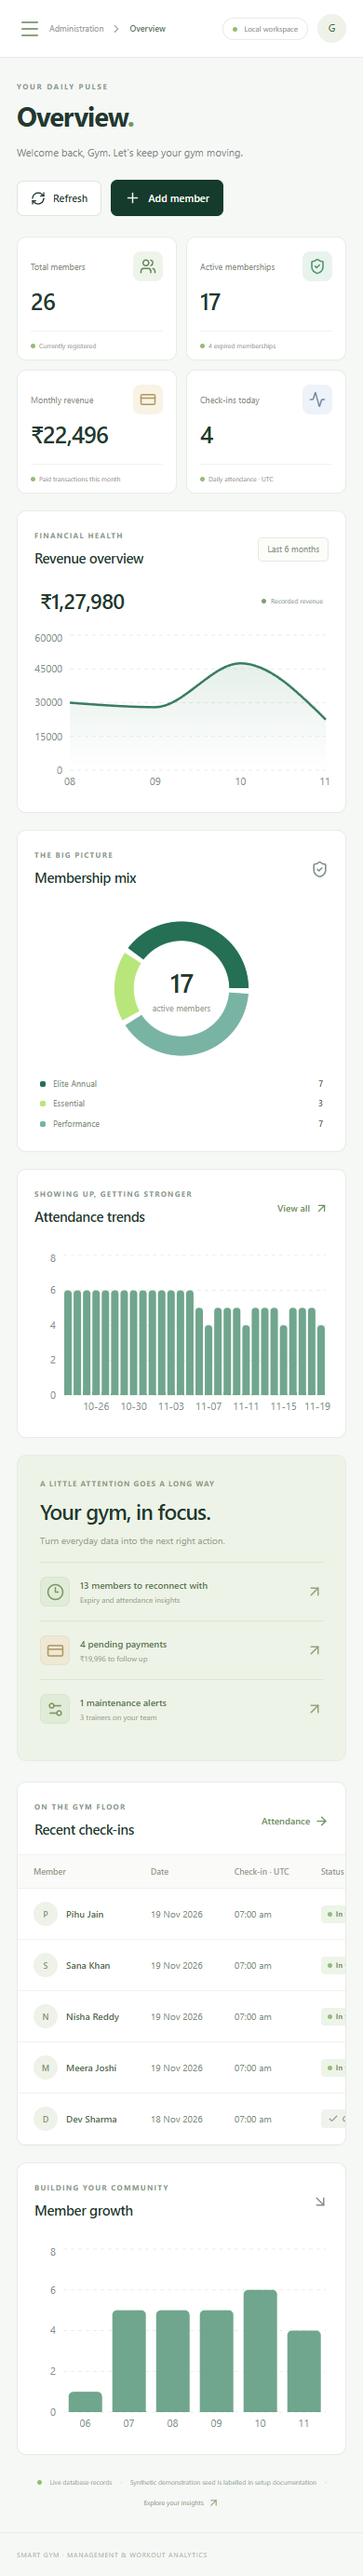 Administration > Overview
Local workspace
G
YOUR DAILY PULSE
Overview.
Welcome back, Gym. Let's keep your gym moving.
Refresh
Add member
Total members
26
Currently registered
Active memberships
17
4 expired memberships
Monthly revenue
₹22,496
Paid transactions this month
Check-ins today
4
Daily attendance · UTC
FINANCIAL HEALTH
Revenue overview
Last 6 months
₹1,27,980
Recorded revenue
60000
45000
30000
15000
0
08 09 10 11
THE BIG PICTURE
Membership mix
17
active members
Elite Annual 7
Essential 3
Performance 7
SHOWING UP, GETTING STRONGER
Attendance trends
View all
8
6
4
2
0
10-26 10-30 11-03 11-07 11-11 11-15 11-19
A LITTLE ATTENTION GOES A LONG WAY
Your gym, in focus.
Turn everyday data into the next right action.
13 members to reconnect with
Expiry and attendance insights
4 pending payments
₹19,996 to follow up
1 maintenance alerts
3 trainers on your team
ON THE GYM FLOOR
Recent check-ins
Attendance
Member Date Check-in · UTC Status
P Pihu Jain 19 Nov 2026 07:00 am In
S Sana Khan 19 Nov 2026 07:00 am In
N Nisha Reddy 19 Nov 2026 07:00 am In
M Meera Joshi 19 Nov 2026 07:00 am In
D Dev Sharma 18 Nov 2026 07:00 am
BUILDING YOUR COMMUNITY
Member growth
8
6
4
2
0
06 07 08 09 10 11
Live database records · Synthetic demonstration seed is labelled in setup documentation ·
Explore your insights
SMART GYM · MANAGEMENT & WORKOUT ANALYTICS